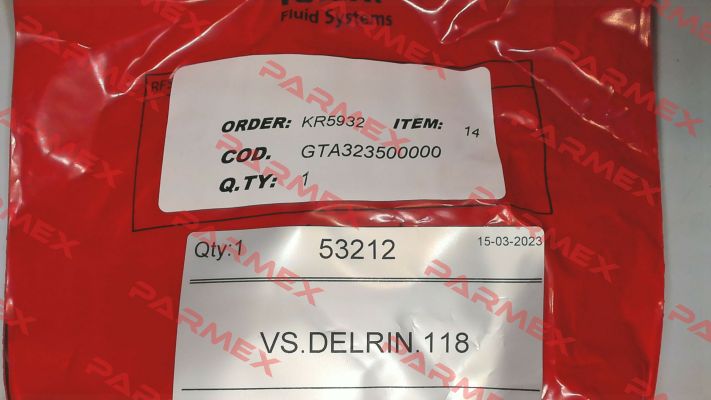 Fluid Systems
ORDER: KR5932 ITEM: 14
COD. GTA323500000
Q.TY: 1
Qty:1 53212 15-03-2023
VS.DELRIN.118
PARMEX